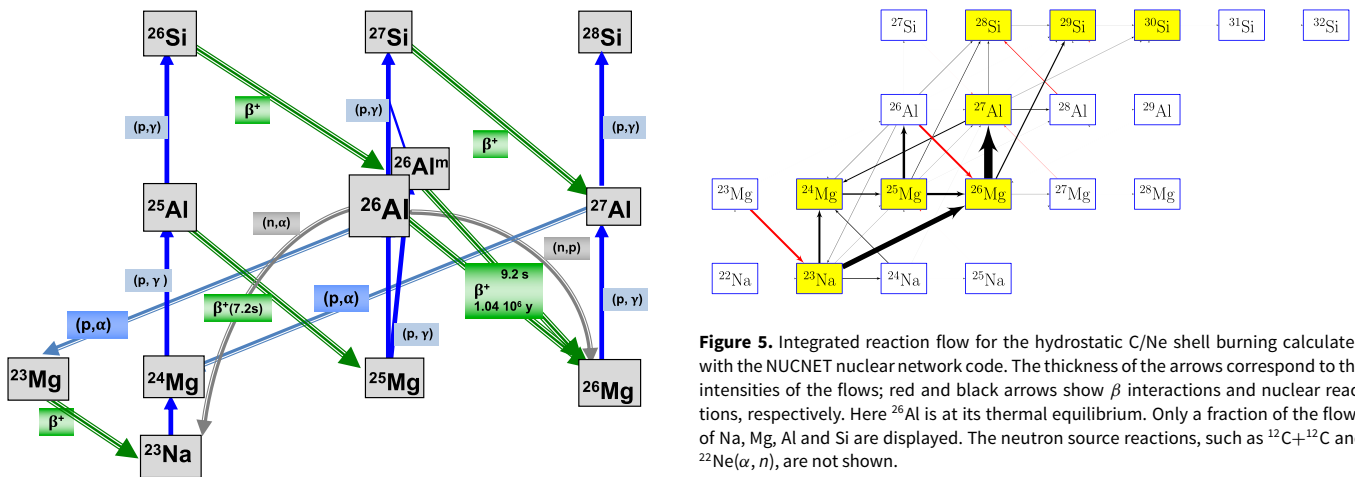 26Si
27Si
28Si
β+
(p,γ)
(p,γ)
(p,γ)
β+
26Alm
25Al
26Al
27Al
(n,α)
(n,p)
9.2 s
β+
1.04 10^6 y
(p, γ)
(p, γ)
β+(7.2s)
(p,α)
(p,α)
(p, γ)
23Mg
24Mg
25Mg
26Mg
β+
23Na
27Si 28Si 29Si 30Si 31Si 32Si
26Al 27Al 28Al 29Al
23Mg 24Mg 25Mg 26Mg 27Mg 28Mg
22Na 23Na 24Na 25Na
Figure 5. Integrated reaction flow for the hydrostatic C/Ne shell burning calculate
with the NUCNET nuclear network code. The thickness of the arrows correspond to th
intensities of the flows; red and black arrows show β interactions and nuclear reac
tions, respectively. Here 26Al is at its thermal equilibrium. Only a fraction of the flow
of Na, Mg, Al and Si are displayed. The neutron source reactions, such as 12C+12C an
22Ne(α, n), are not shown.